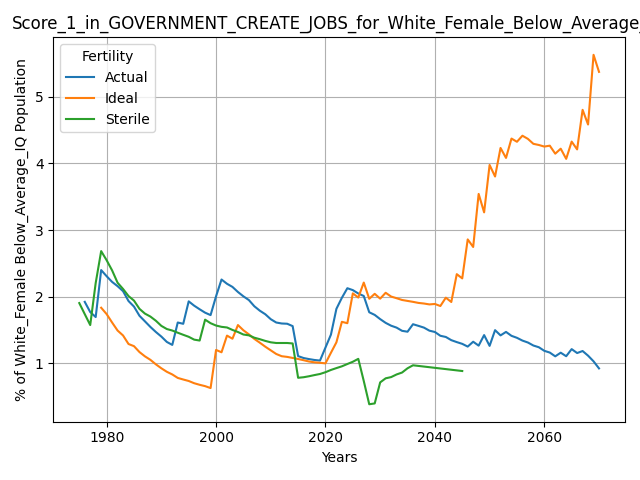 Score_1_in_GOVERNMENT_CREATE_JOBS_for_White_Female_Below_Average_
Fertility
Actual
Ideal
Sterile
% of White_Female Below_Average_IQ Population
5
4
3
2
1
1980
2000
2020
2040
2060
Years